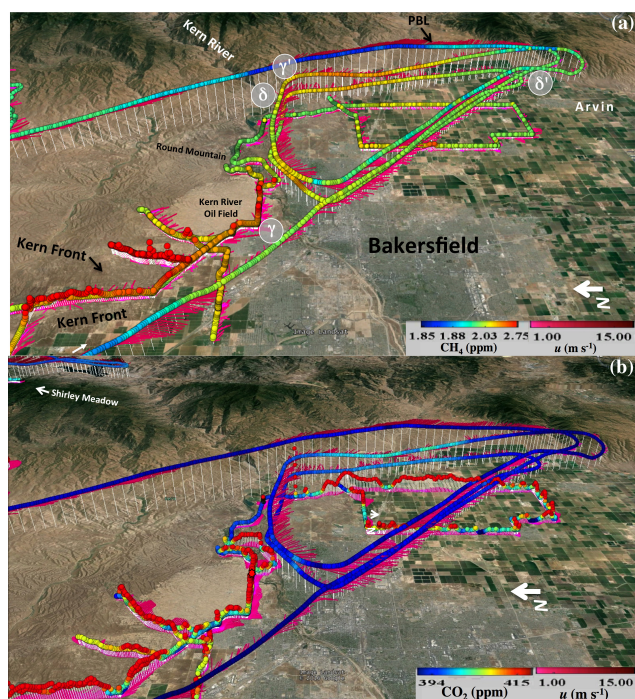 PBL
(a)
Kern River
γ'
δ
δ'
Arvin
Round Mountain
Kern River
Oil Field
γ
Kern Front
Bakersfield
Kern Front
N
Image Landsat
1.85 1.88 2.03 2.75
CH₄ (ppm)
1.00 15.00
u (m s⁻¹)
(b)
Shirley Meadow
N
N
394 415
CO₂ (ppm)
1.00 15.00
u (m s⁻¹)